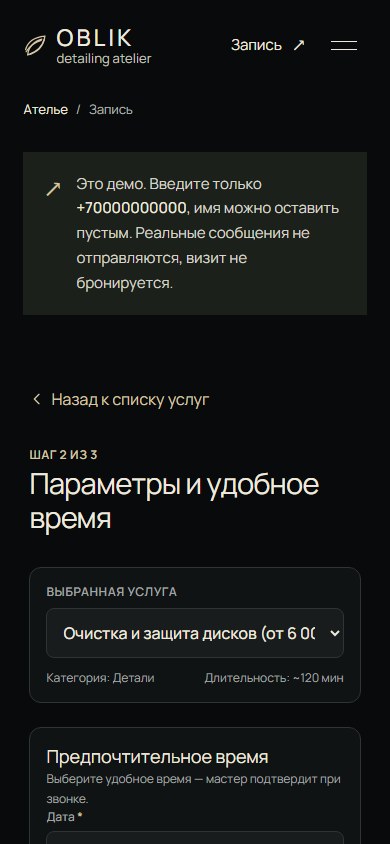 OBLIK
detailing atelier
Запись ↗
Ателье / Запись
↗ Это демо. Введите только
+70000000000, имя можно оставить
пустым. Реальные сообщения не
отправляются, визит не
бронируется.
Назад к списку услуг
ШАГ 2 ИЗ 3
Параметры и удобное
время
ВЫБРАННАЯ УСЛУГА
Очистка и защита дисков (от 6 00
Категория: Детали
Длительность: ~120 мин
Предпочтительное время
Выберите удобное время — мастер подтвердит при
звонке.
Дата *